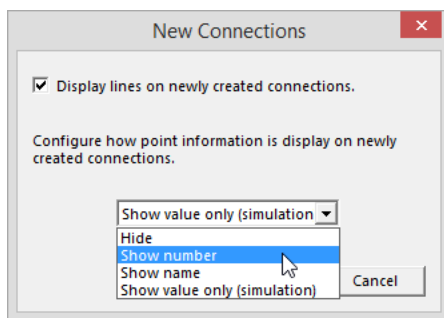 New Connections
Display lines on newly created connections.
Configure how point information is display on newly
created connections.
Show value only (simulation
Hide
Show number
Show name
Show value only (simulation)
Cancel